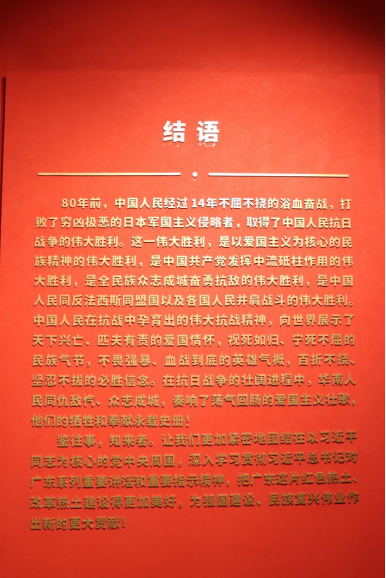 结语
80年前，中国人民经过14年不屈不挠的浴血奋战，打
败了穷凶极恶的日本军国主义侵略者，取得了中国人民抗日
战争的伟大胜利。这一伟大胜利，是以爱国主义为核心的民
族精神的伟大胜利，是中国共产党发挥中流砥柱作用的伟
大胜利，是全民族众志成城奋勇抗敌的伟大胜利，是中国
人民同反法西斯同盟国以及各国人民并肩战斗的伟大胜利。
中国人民在抗战中孕育出的伟大抗战精神，向世界展示了
天下兴亡、匹夫有责的爱国情怀，视死如归、宁死不屈的
民族气节，不畏强暴、血战到底的英雄气概，百折不挠、
坚忍不拔的必胜信念。在抗日战争的壮阔进程中，华南人
民同仇敌忾、众志成城，奏响了荡气回肠的爱国主义壮歌，
他们的牺牲和奉献永载史册！
鉴往事，知来者。让我们更加紧密地团结在以习近平
同志为核心的党中央周围，深入学习贯彻习近平总书记对
广东系列重要讲话和重要指示精神，把广东这片红色热土、
改革热土建设得更加美好，为强国建设、民族复兴伟业作
出新的更大贡献！